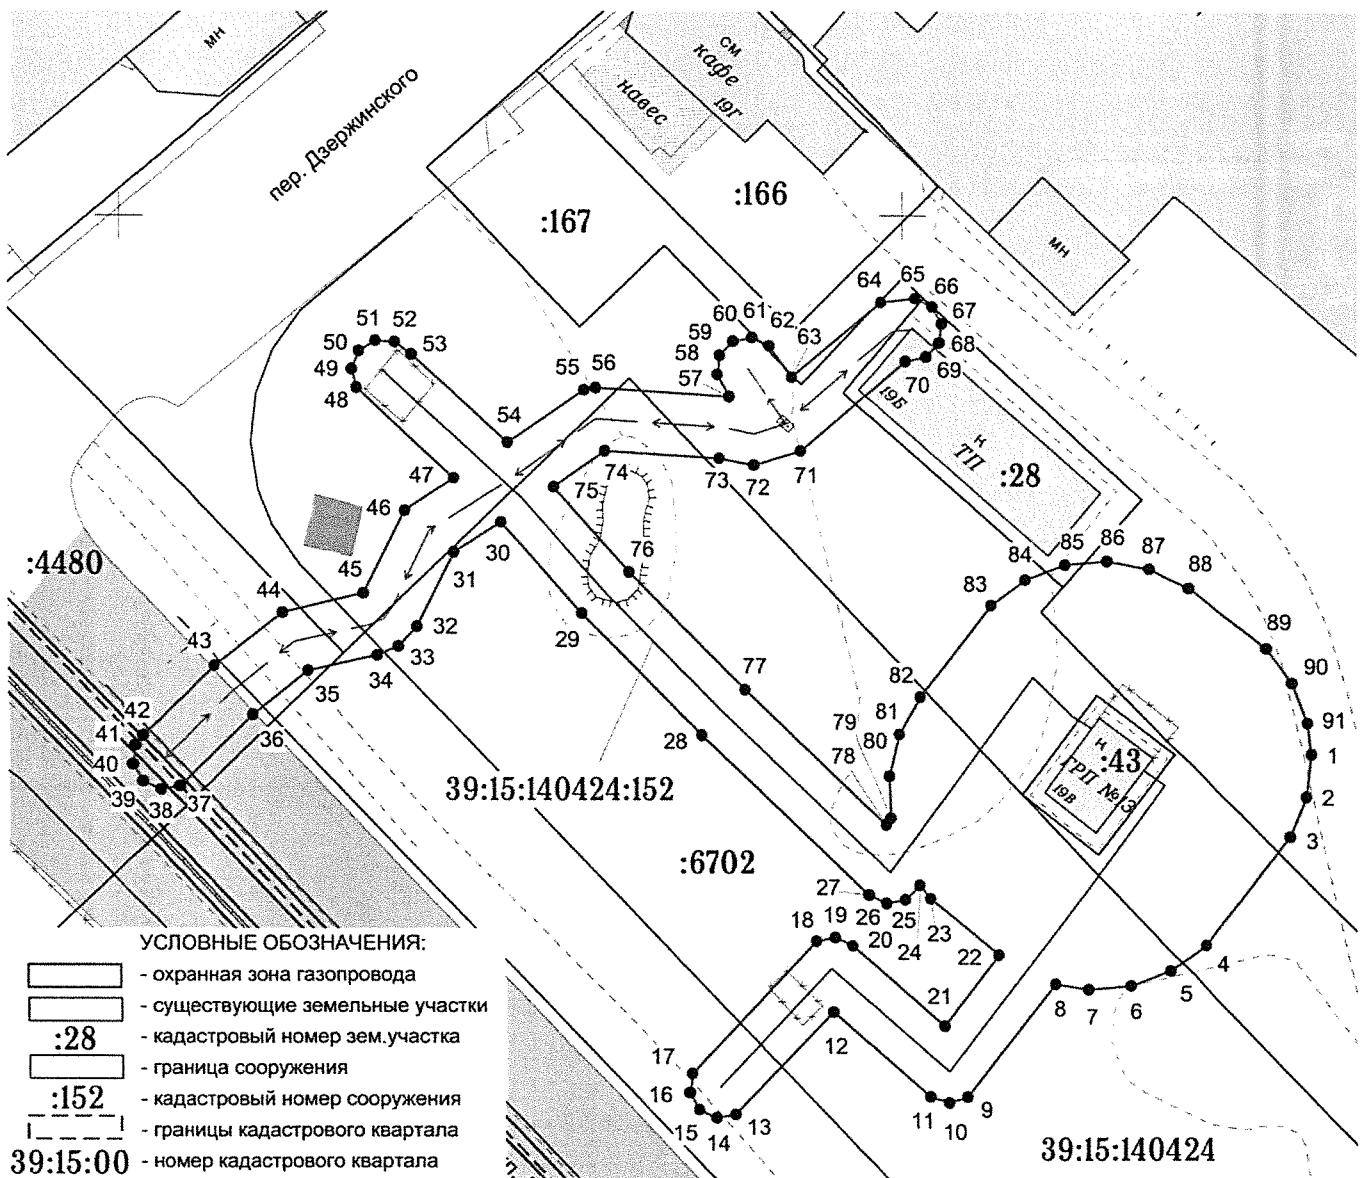 мн
пер. Дзержинского
см
кафе
19Г
навес
:166
:167
мн
64 65 66
67
68
69
70
60 61 62
63
59
58
57
51 52
50 53
49
48
55 56
54
19Б
н
ТП
:28
47
46
74
73 72 71
75
30
76
31
:4480
45
44
43
32
33
34
35
29
84 85 86 87
83 88
89
90
91
1
2
3
77
82
81
80
79
78
42
41
40
39
38
37
36
28
39:15:140424:152
н
:43
ГРП №13
19В
:6702
27
26 25
24
23
22
18 19
20
21
4
5
6
7
8
17
16
15 14 13
12
11
10
9
39:15:140424
УСЛОВНЫЕ ОБОЗНАЧЕНИЯ:
- охранная зона газопровода
- существующие земельные участки
:28 - кадастровый номер зем.участка
- граница сооружения
:152 - кадастровый номер сооружения
- границы кадастрового квартала
39:15:00 - номер кадастрового квартала